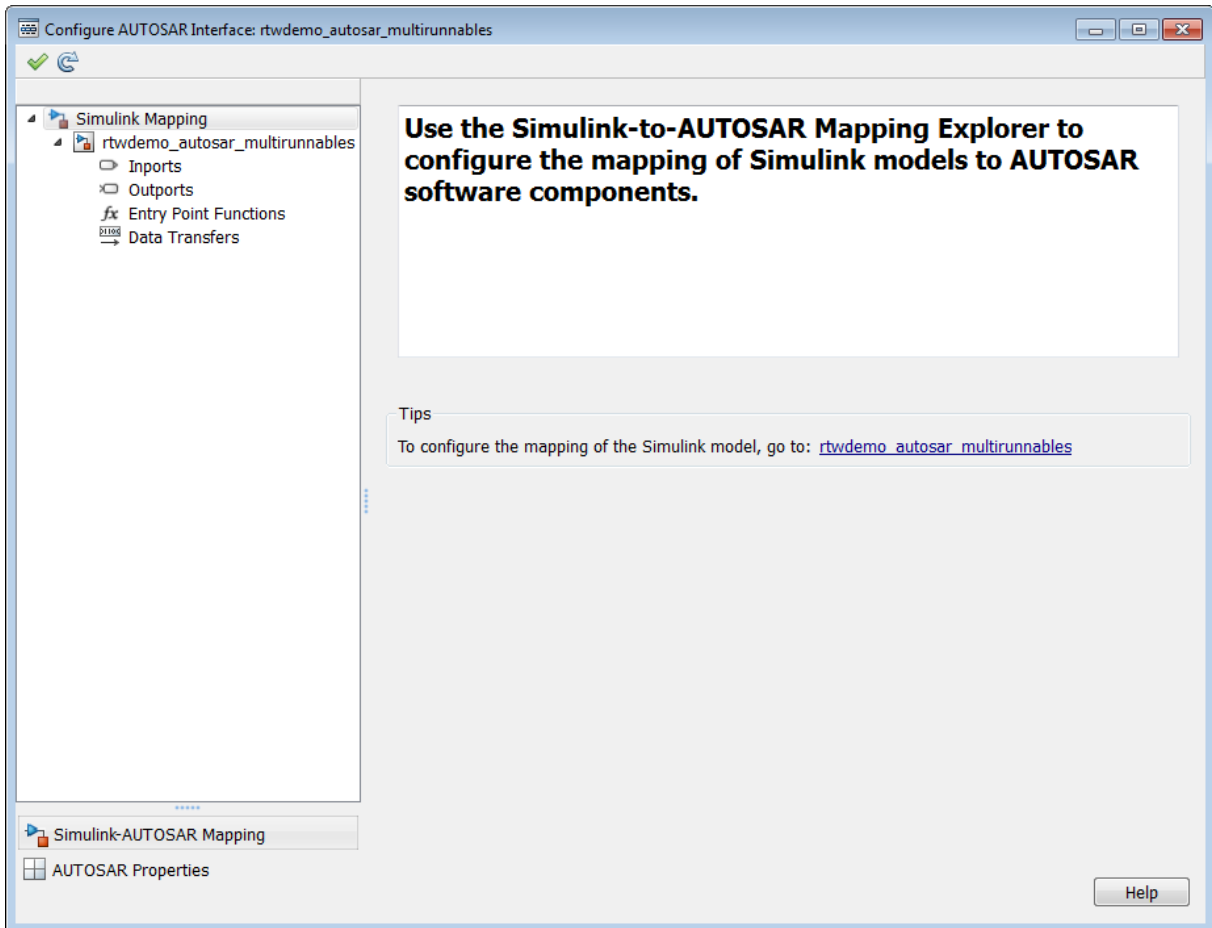 Configure AUTOSAR Interface: rtwdemo_autosar_multirunnables
Simulink Mapping
rtwdemo_autosar_multirunnables
Inports
Outports
fx Entry Point Functions
Data Transfers
Use the Simulink-to-AUTOSAR Mapping Explorer to
configure the mapping of Simulink models to AUTOSAR
software components.
Tips
To configure the mapping of the Simulink model, go to: rtwdemo_autosar_multirunnables
Simulink-AUTOSAR Mapping
AUTOSAR Properties
Help